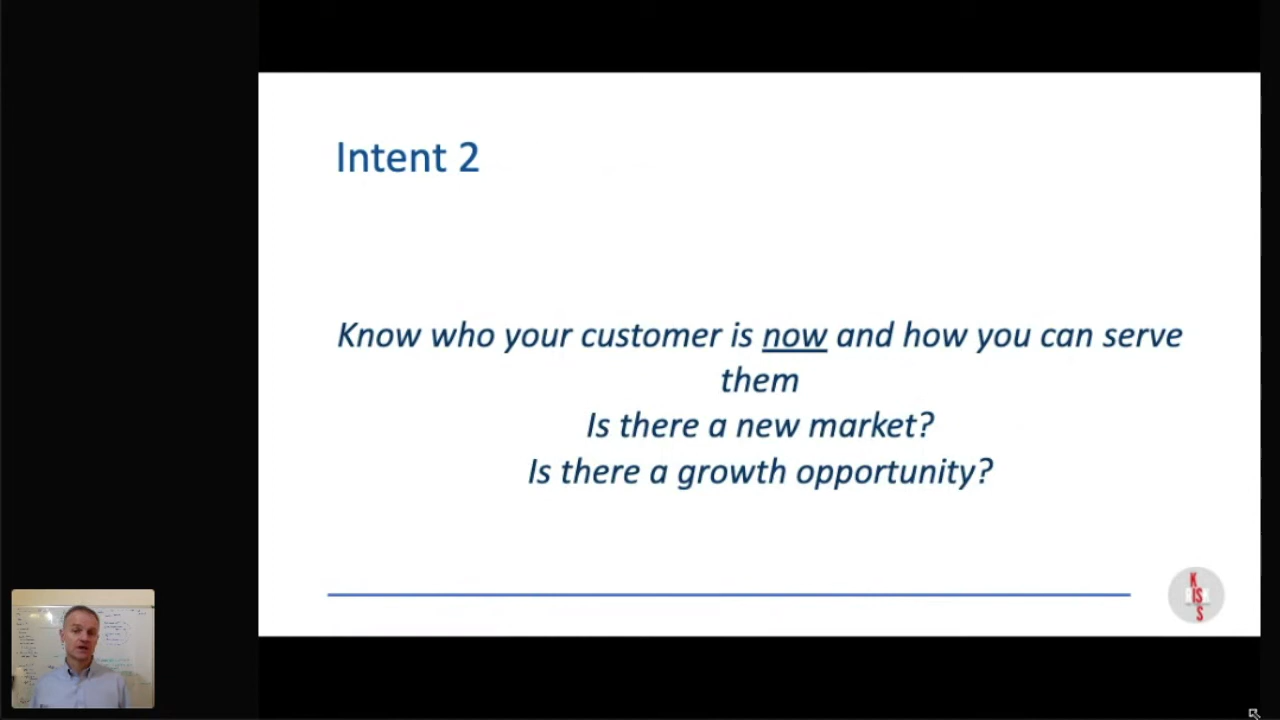 Intent 2
Know who your customer is now and how you can serve
them
Is there a new market?
Is there a growth opportunity?
K
IS
S